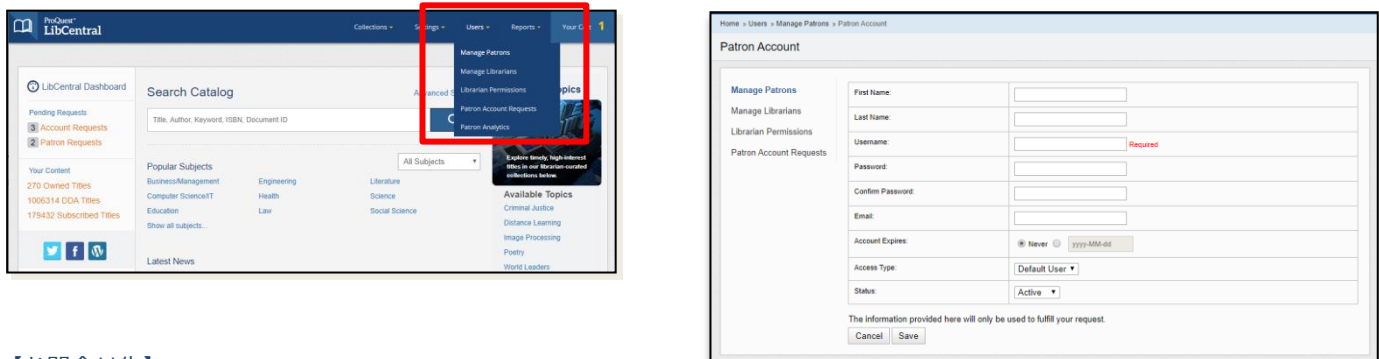 ProQuest
LibCentral
Collections
Users
Reports
1
Manage Patrons
Manage Librarians
Librarian Permissions
Patron Account Requests
Patron Analytics
LibCentral Dashboard
Pending Requests
3 Account Requests
2 Patron Requests
Your Content
270 Owned Titles
1006314 DDA Titles
179432 Subscribed Titles
Search Catalog
Title, Author, Keyword, ISBN, Document ID
Popular Subjects
All Subjects
Business/Management Engineering Literature
Computer Science/IT Health Science
Education Law Social Science
Show all subjects...
Latest News
Explore timely, high-interest
titles in our librarian-curated
collections below.
Available Topics
Criminal Justice
Distance Learning
Image Processing
Poetry
World Leaders
Home » Users » Manage Patrons » Patron Account
Patron Account
Manage Patrons
Manage Librarians
Librarian Permissions
Patron Account Requests
First Name:
Last Name:
Username: Required
Password:
Confirm Password:
Email:
Account Expires: Never yyyy-MM-dd
Access Type: Default User
Status: Active
The information provided here will only be used to fulfill your request.
Cancel Save